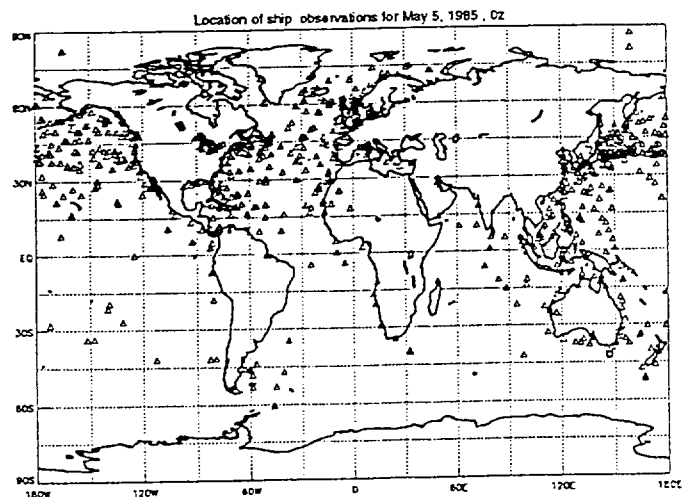 Location of ship observations for May 5, 1985 , 0z
90N
60N
30N
EQ
30S
60S
90S
180W 120W 60W 0 60E 120E 180E